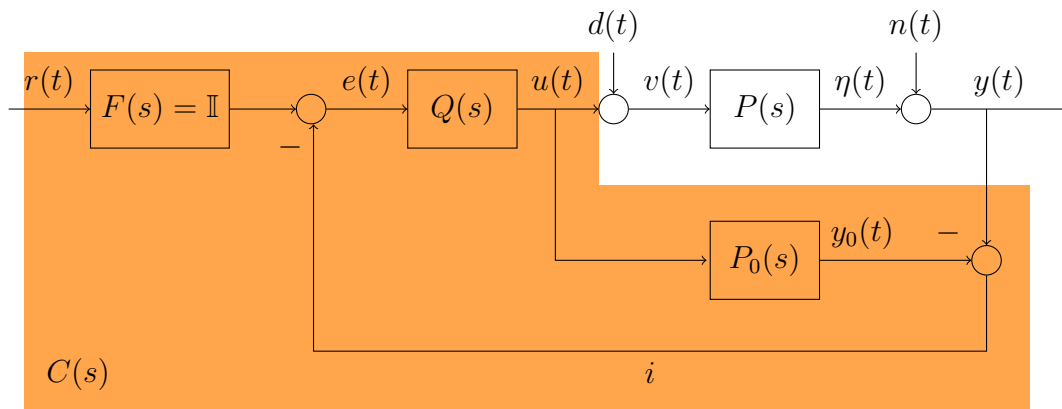 d(t)
n(t)
r(t)
F(s) = 𝕀
e(t)
Q(s)
u(t)
v(t)
P(s)
η(t)
y(t)
−
P₀(s)
y₀(t)
−
C(s)
i